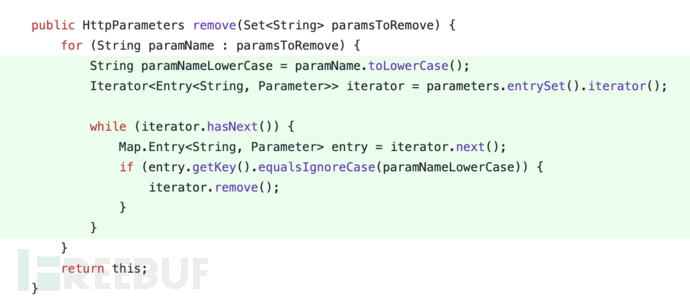 public HttpParameters remove(Set<String> paramsToRemove) {
    for (String paramName : paramsToRemove) {
        String paramNameLowerCase = paramName.toLowerCase();
        Iterator<Entry<String, Parameter>> iterator = parameters.entrySet().iterator();

        while (iterator.hasNext()) {
            Map.Entry<String, Parameter> entry = iterator.next();
            if (entry.getKey().equalsIgnoreCase(paramNameLowerCase)) {
                iterator.remove();
            }
        }
    }
    return this;
}
FREEBUF